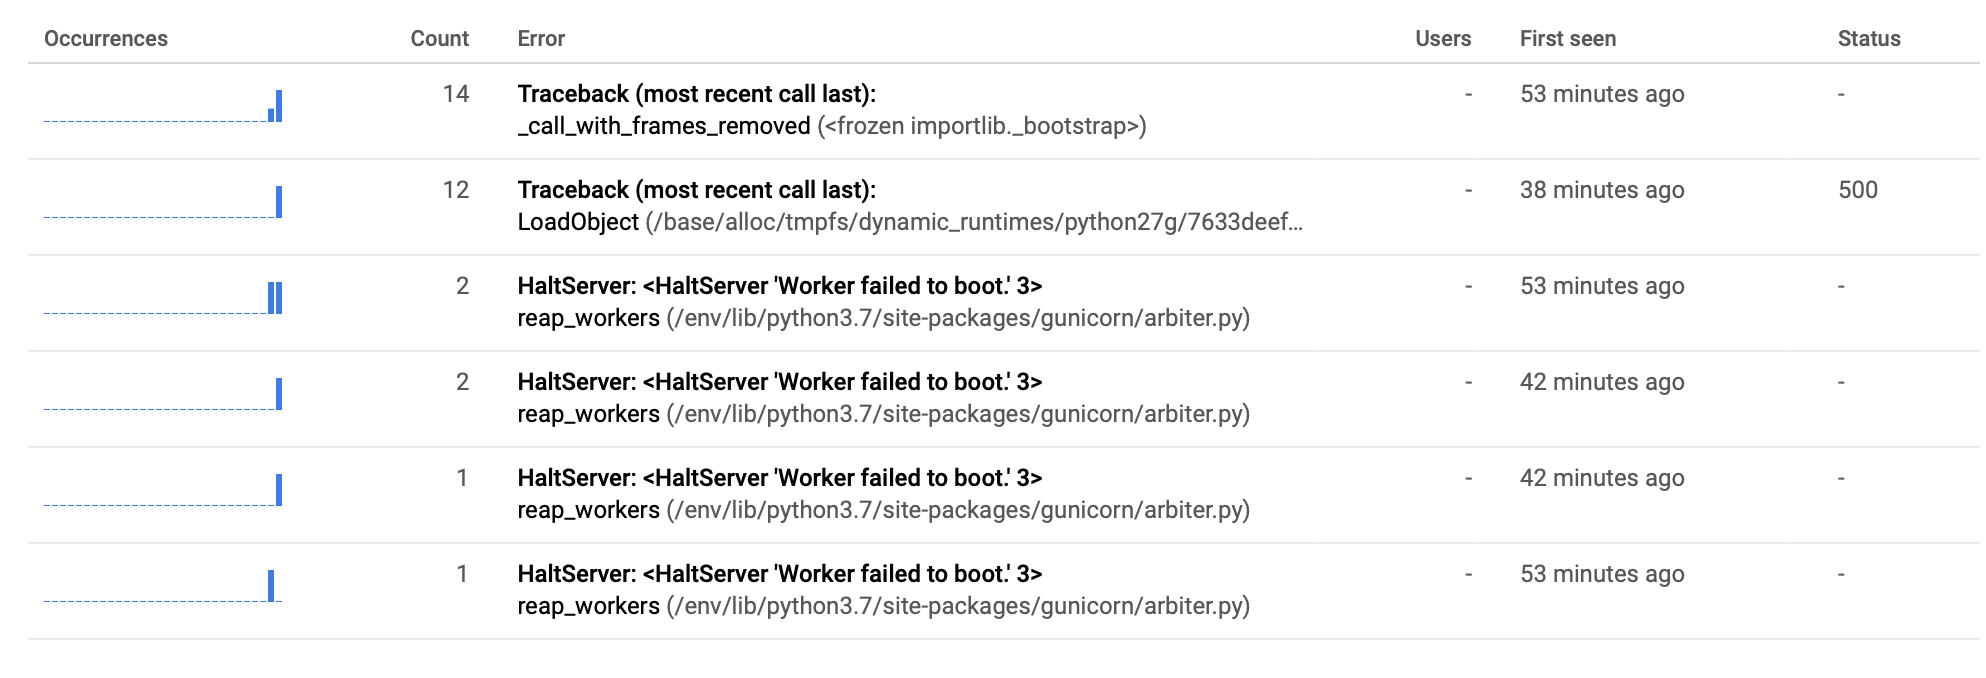 Occurrences Count Error Users First seen Status
14 Traceback (most recent call last): - 53 minutes ago -
_call_with_frames_removed (<frozen importlib._bootstrap>)
12 Traceback (most recent call last): - 38 minutes ago 500
LoadObject (/base/alloc/tmpfs/dynamic_runtimes/python27g/7633deef...
2 HaltServer: <HaltServer 'Worker failed to boot.' 3> - 53 minutes ago -
reap_workers (/env/lib/python3.7/site-packages/gunicorn/arbiter.py)
2 HaltServer: <HaltServer 'Worker failed to boot.' 3> - 42 minutes ago -
reap_workers (/env/lib/python3.7/site-packages/gunicorn/arbiter.py)
1 HaltServer: <HaltServer 'Worker failed to boot.' 3> - 42 minutes ago -
reap_workers (/env/lib/python3.7/site-packages/gunicorn/arbiter.py)
1 HaltServer: <HaltServer 'Worker failed to boot.' 3> - 53 minutes ago -
reap_workers (/env/lib/python3.7/site-packages/gunicorn/arbiter.py)